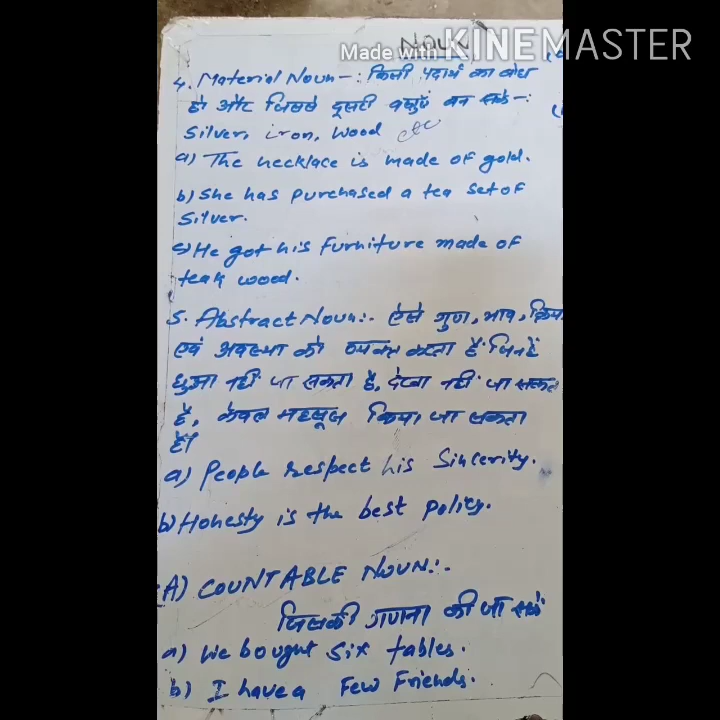 NOUN
Made with KINEMASTER
4. Material Noun -: किसी पदार्थ का बोध
हो और जिससे दूसरी वस्तुएं बन सके -:
Silver, iron, wood etc
a) The necklace is made of gold.
b) She has purchased a tea set of
Silver.
c) He got his furniture made of
teak wood.
5. Abstract Noun:- ऐसे गुण, भाव, क्रिया
एवं अवस्था को व्यक्त करता है जिन्हें
छुआ नहीं जा सकता है, देखा नहीं जा सकता
है, केवल महसूस किया जा सकता
है।
a) People respect his Sincerity.
b) Honesty is the best policy.
(A) COUNTABLE NOUN:-
जिसकी गणना की जा सके
a) We bought Six tables.
b) I have a Few Friends.